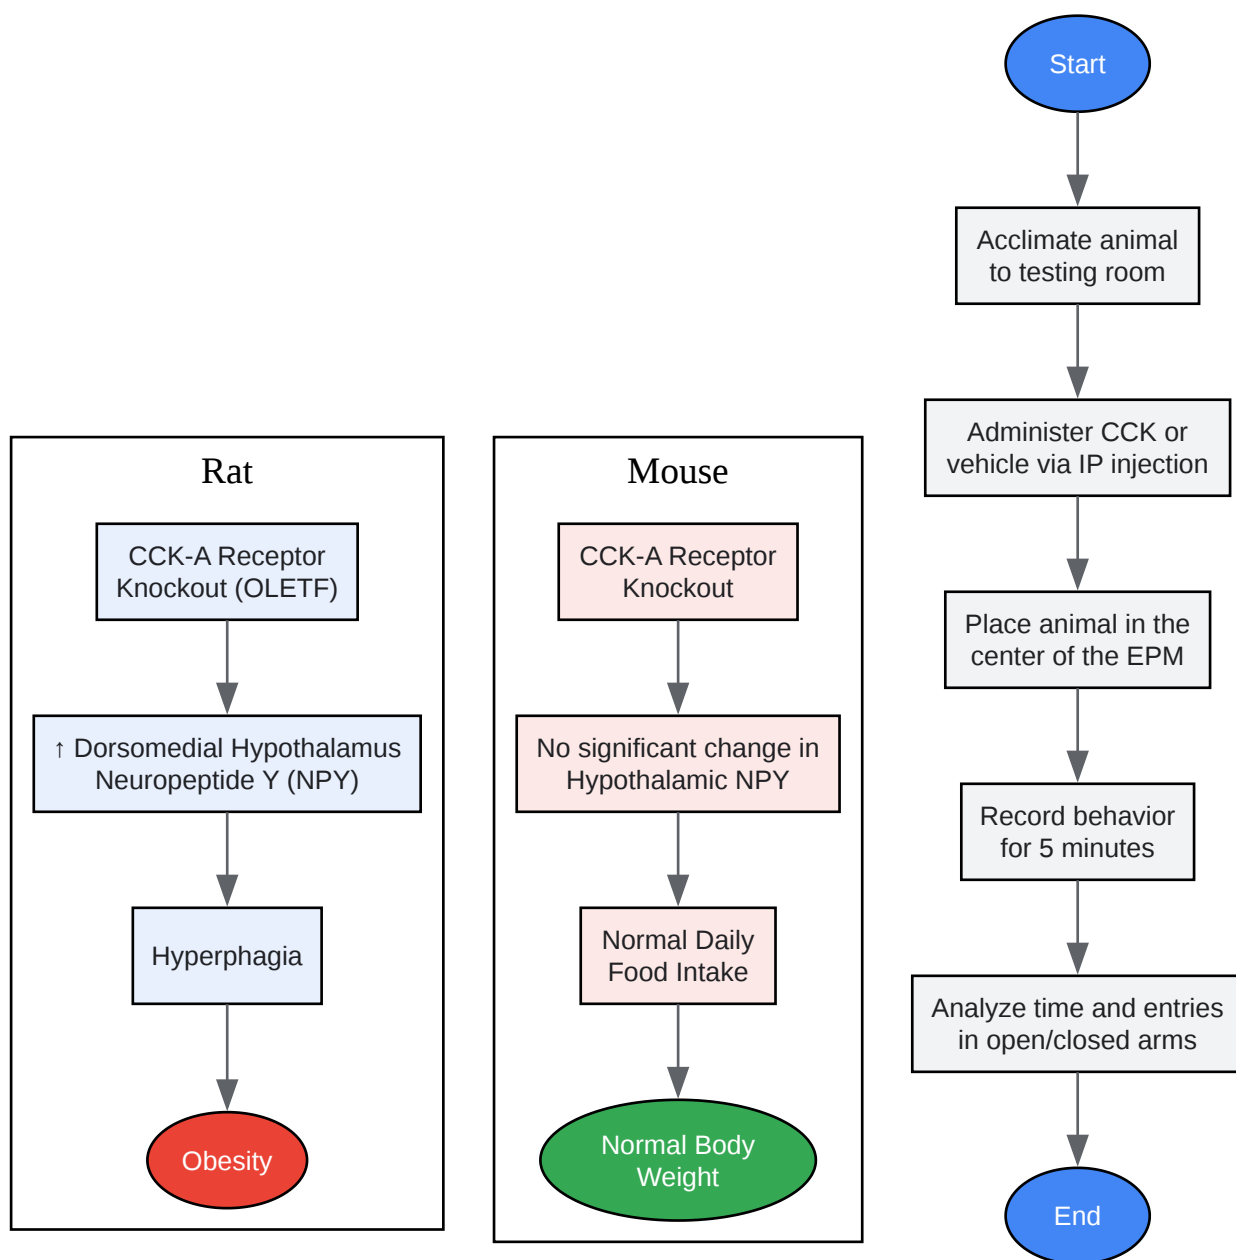 Rat
CCK-A Receptor
Knockout (OLETF)
↑ Dorsomedial Hypothalamus
Neuropeptide Y (NPY)
Hyperphagia
Obesity
Mouse
CCK-A Receptor
Knockout
No significant change in
Hypothalamic NPY
Normal Daily
Food Intake
Normal Body
Weight
Start
Acclimate animal
to testing room
Administer CCK or
vehicle via IP injection
Place animal in the
center of the EPM
Record behavior
for 5 minutes
Analyze time and entries
in open/closed arms
End